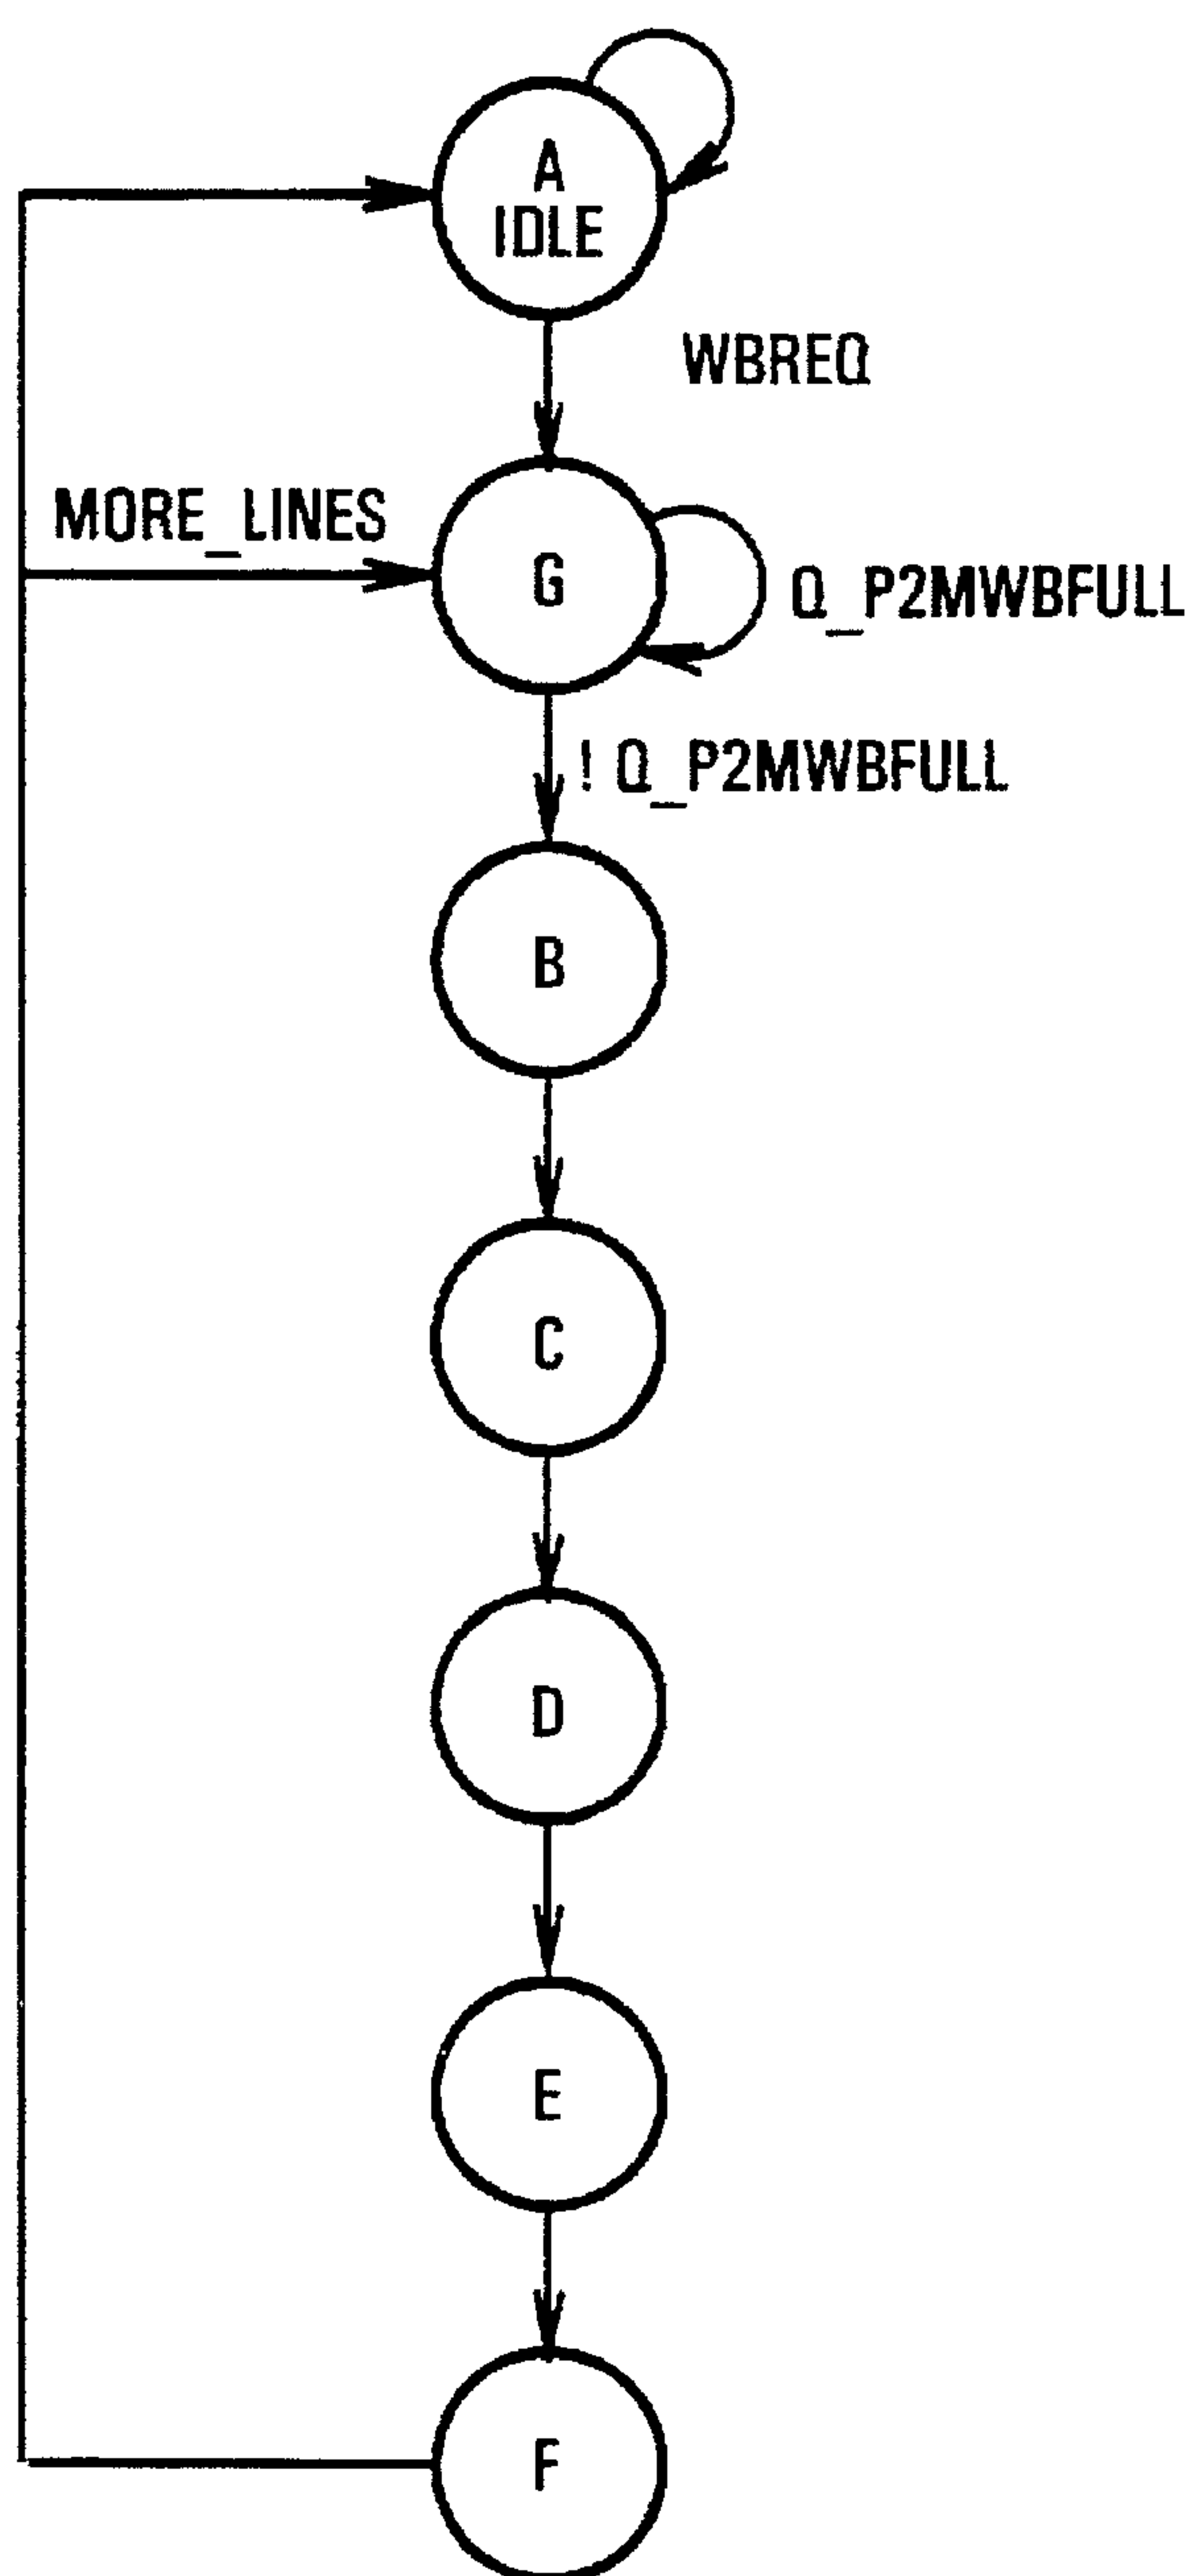 A
IDLE
WBREQ
MORE_LINES
G
Q_P2MWBFULL
! Q_P2MWBFULL
B
C
D
E
F